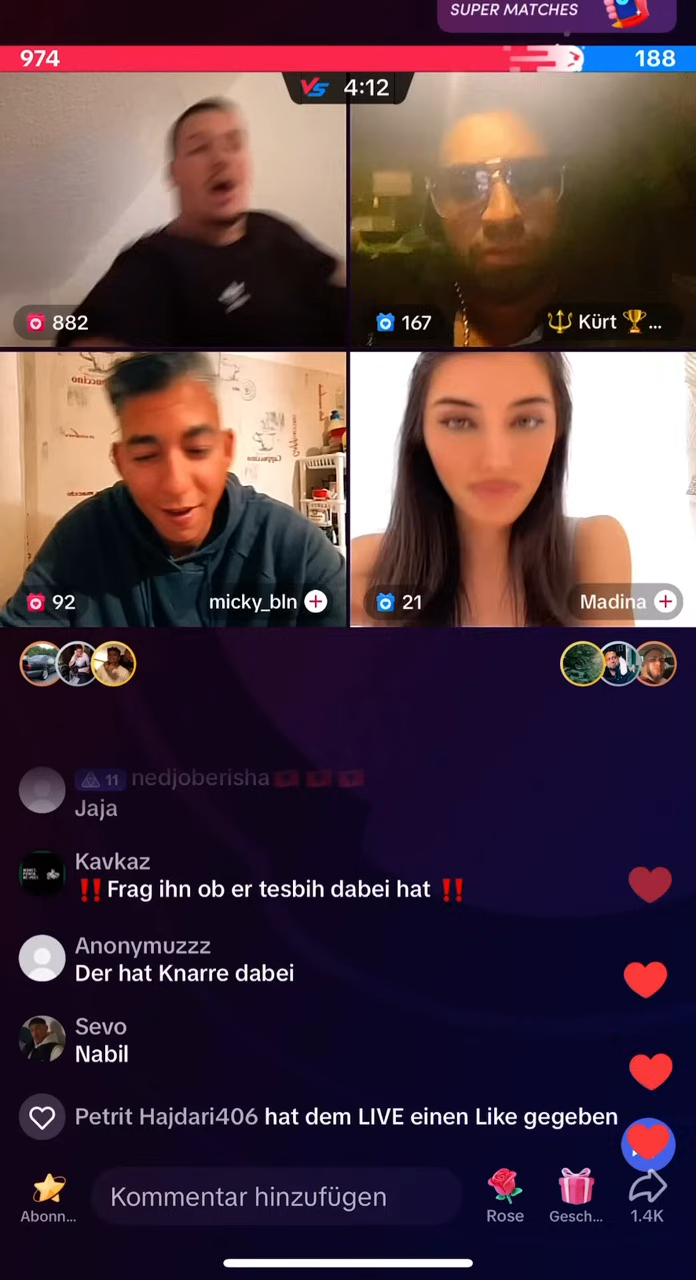 SUPER MATCHES
974
188
VS 4:12
882
167
🔱 Kürt 🏆...
92
micky_bln
21
Madina
11 nedjoberisha🇦🇱🇦🇱🇦🇱
Jaja
Kavkaz
‼️Frag ihn ob er tesbih dabei hat ‼️
Anonymuzzz
Der hat Knarre dabei
Sevo
Nabil
Petrit Hajdari406 hat dem LIVE einen Like gegeben
Kommentar hinzufügen
Abonn...
Rose
Gesch...
1.4K